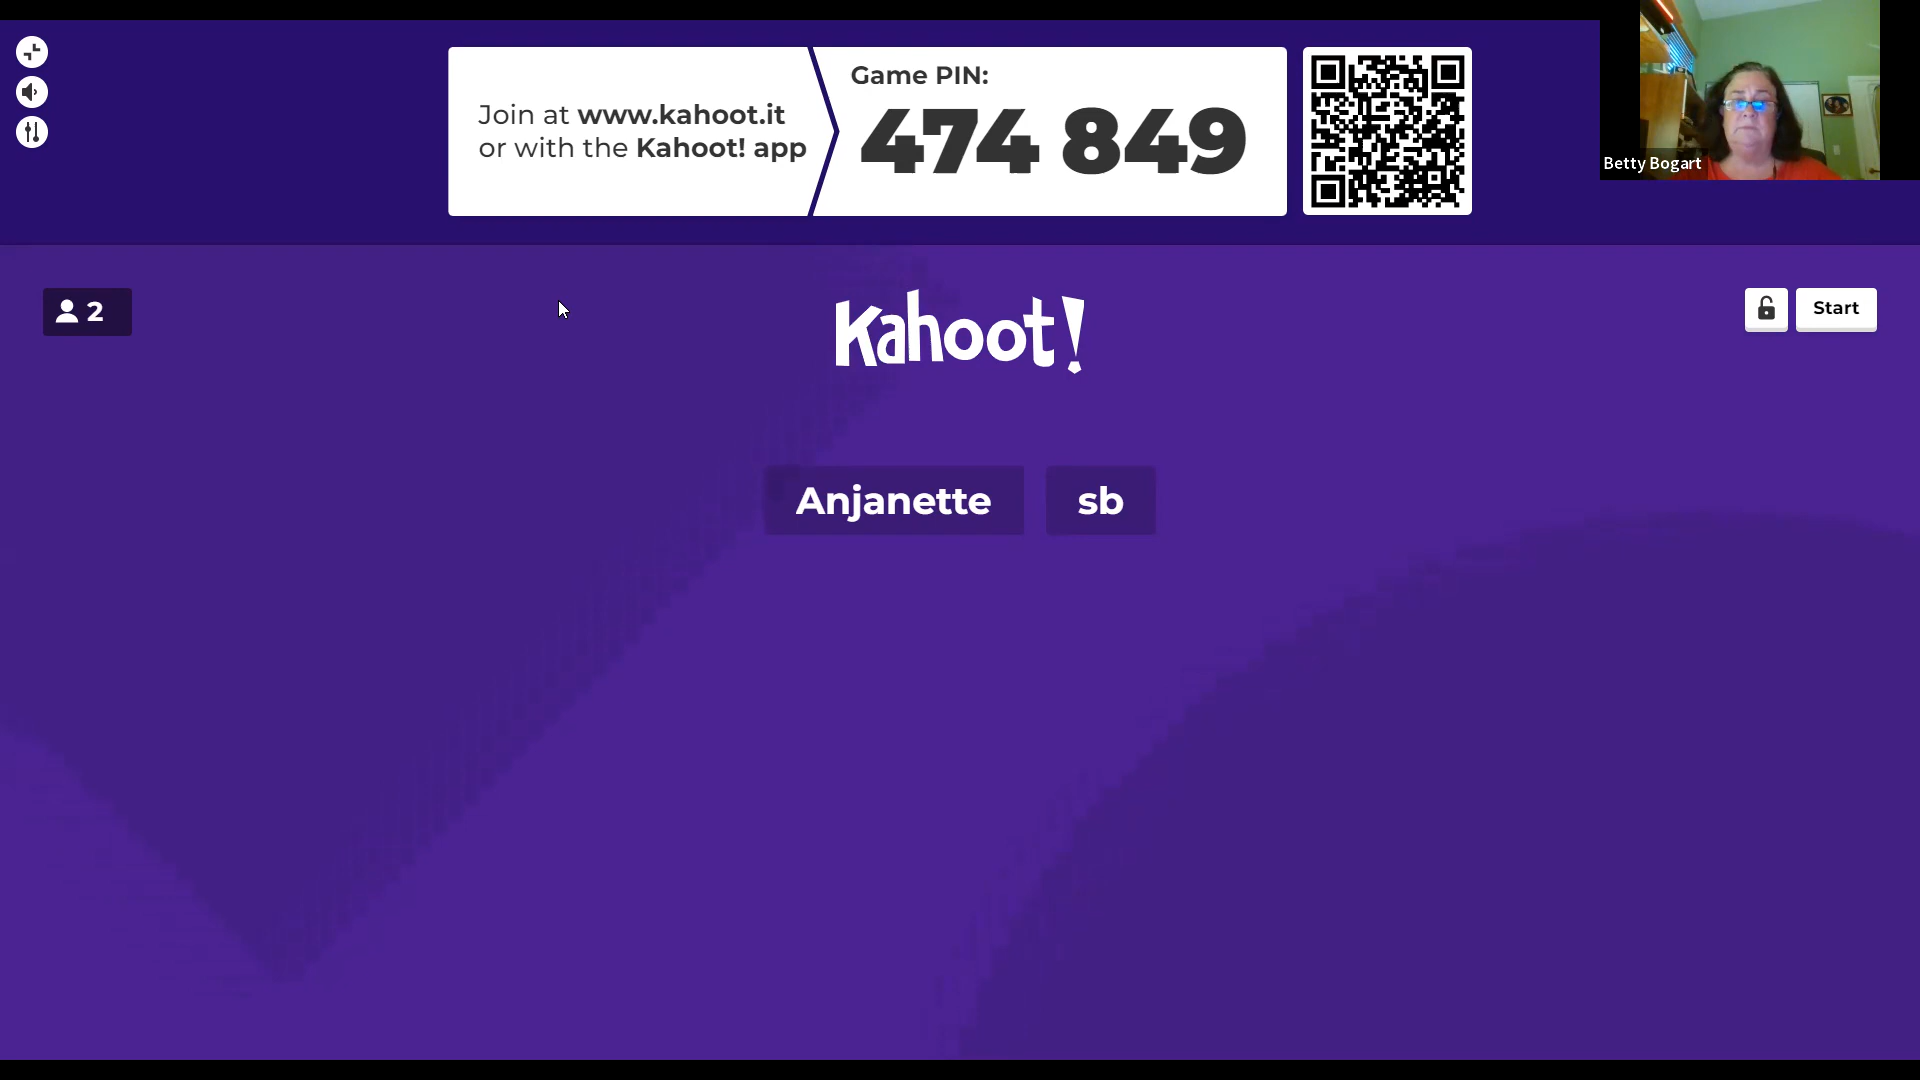 Join at www.kahoot.it
or with the Kahoot! app
Game PIN:
474 849
Betty Bogart
2
Kahoot!
Start
Anjanette
sb